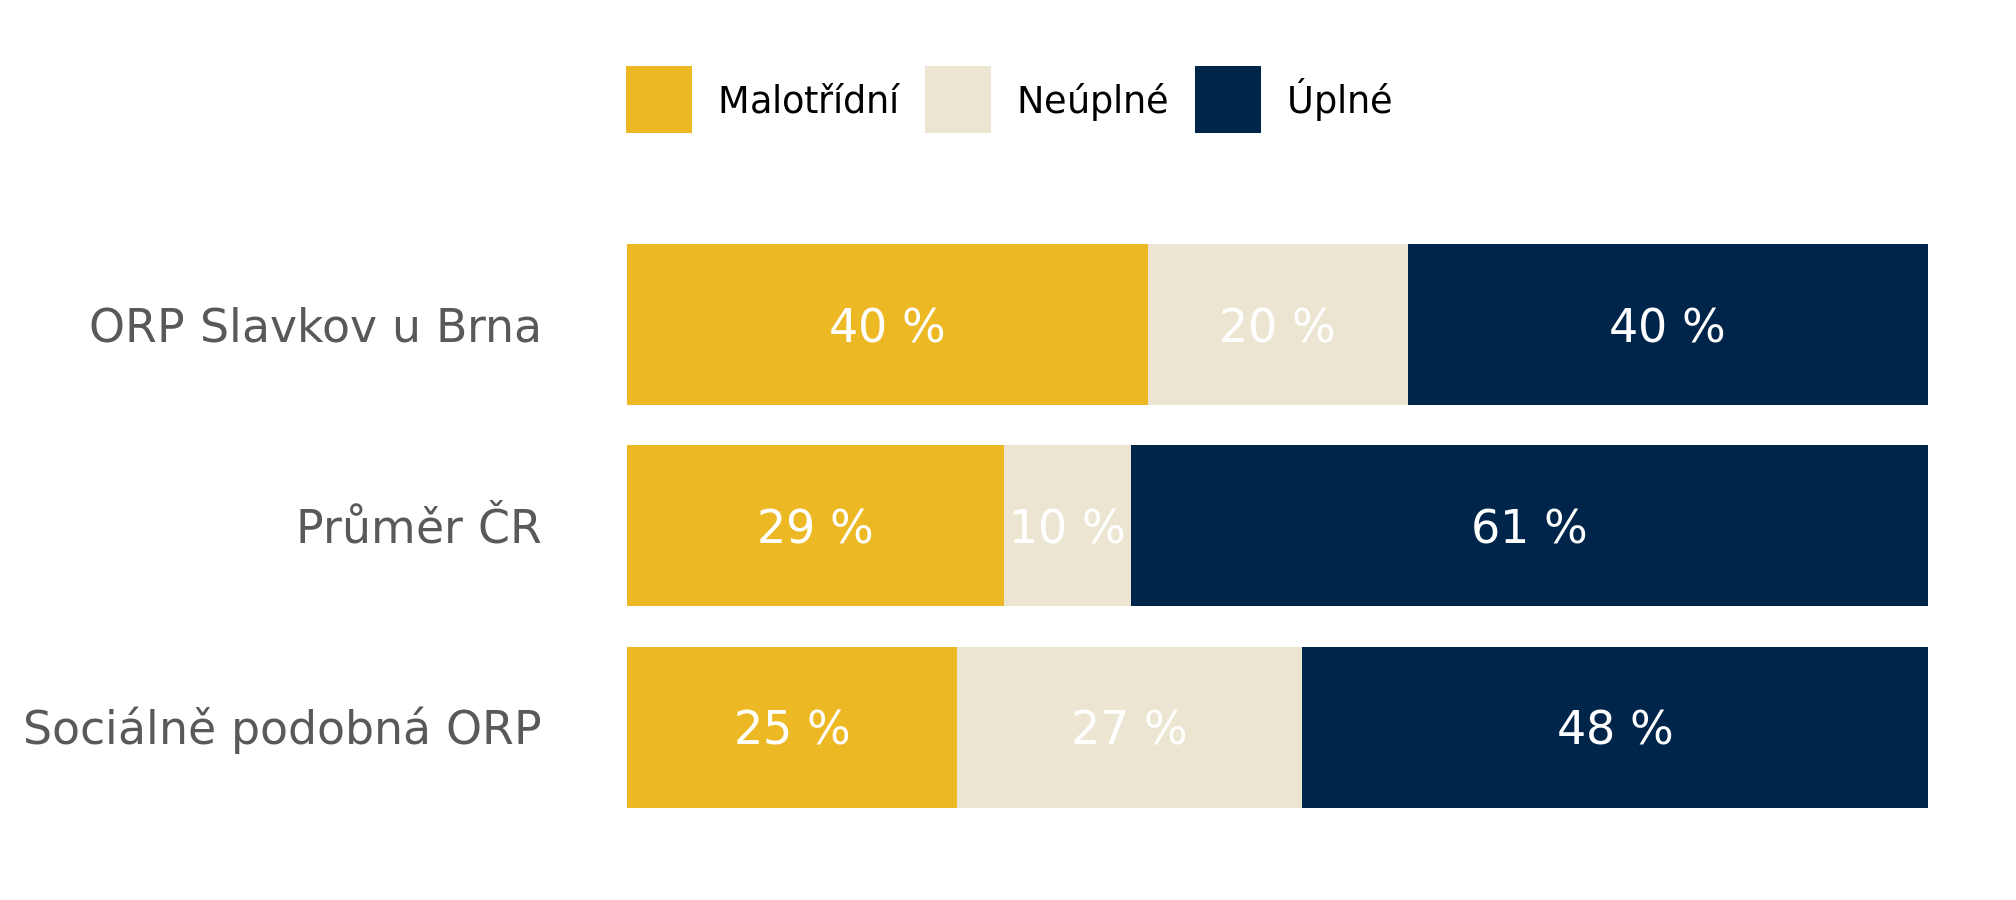 Malotřídní Neúplné Úplné
ORP Slavkov u Brna 40 % 20 % 40 %
Průměr ČR 29 % 10 % 61 %
Sociálně podobná ORP 25 % 27 % 48 %